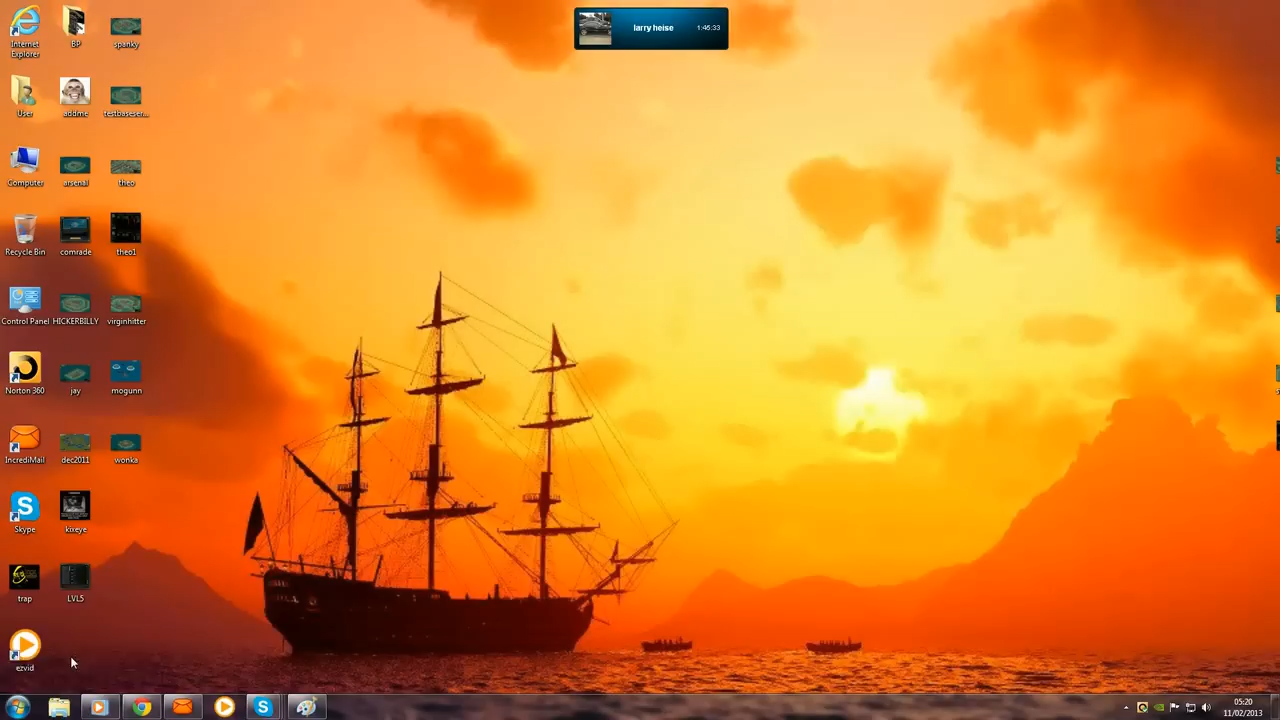 larry heise 1:45:33
Internet
Explorer
BP
spanky
User
addme
testbaseser...
Computer
arsenal
theo
Recycle Bin
comrade
theo1
Control Panel
HICKERBILLY
virginhitter
Norton 360
jay
mogunn
IncrediMail
dec2011
wonka
Skype
kixeye
trap
LVL5
ezvid
05:20
11/02/2013